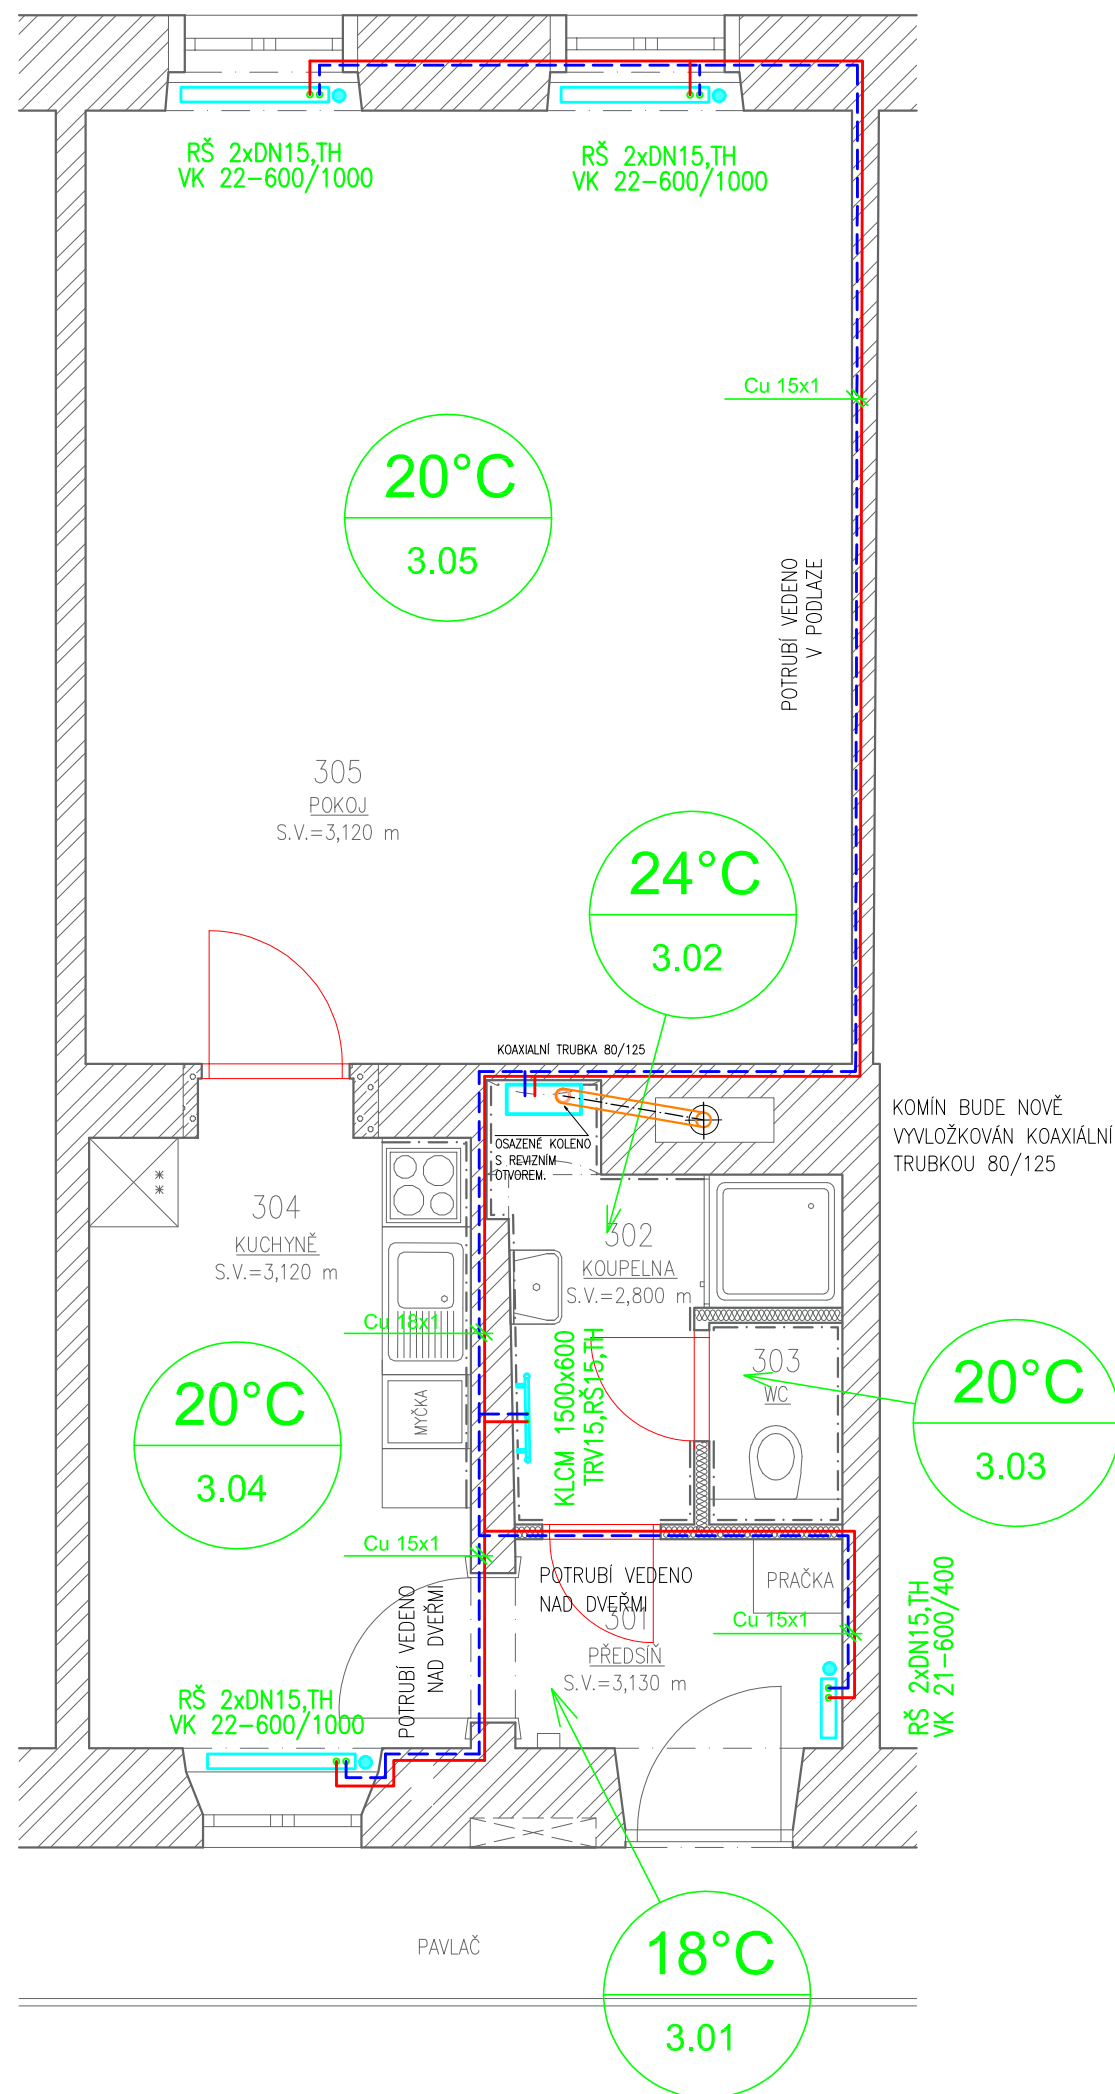 RŠ 2xDN15,TH
VK 22-600/1000
RŠ 2xDN15,TH
VK 22-600/1000
Cu 15x1
20°C
3.05
POTRUBÍ VEDENO
V PODLAZE
305
POKOJ
S.V.=3,120 m
24°C
3.02
KOAXIALNÍ TRUBKA 80/125
KOMÍN BUDE NOVĚ
VYVLOŽKOVÁN KOAXIÁLNÍ
TRUBKOU 80/125
OSAZENÉ KOLENO
S REVIZNÍM
OTVOREM.
304
KUCHYNĚ
S.V.=3,120 m
302
KOUPELNA
S.V.=2,800 m
Cu 18x1
KLCM 1500x600
TRV15,RŠ15,TH
303
WC
20°C
3.04
MYČKA
20°C
3.03
Cu 15x1
POTRUBÍ VEDENO
NAD DVEŘMI
POTRUBÍ VEDENO
NAD DVEŘMI
PRAČKA
Cu 15x1
301
PŘEDSÍŇ
S.V.=3,130 m
RŠ 2xDN15,TH
VK 21-600/400
RŠ 2xDN15,TH
VK 22-600/1000
PAVLAČ
18°C
3.01